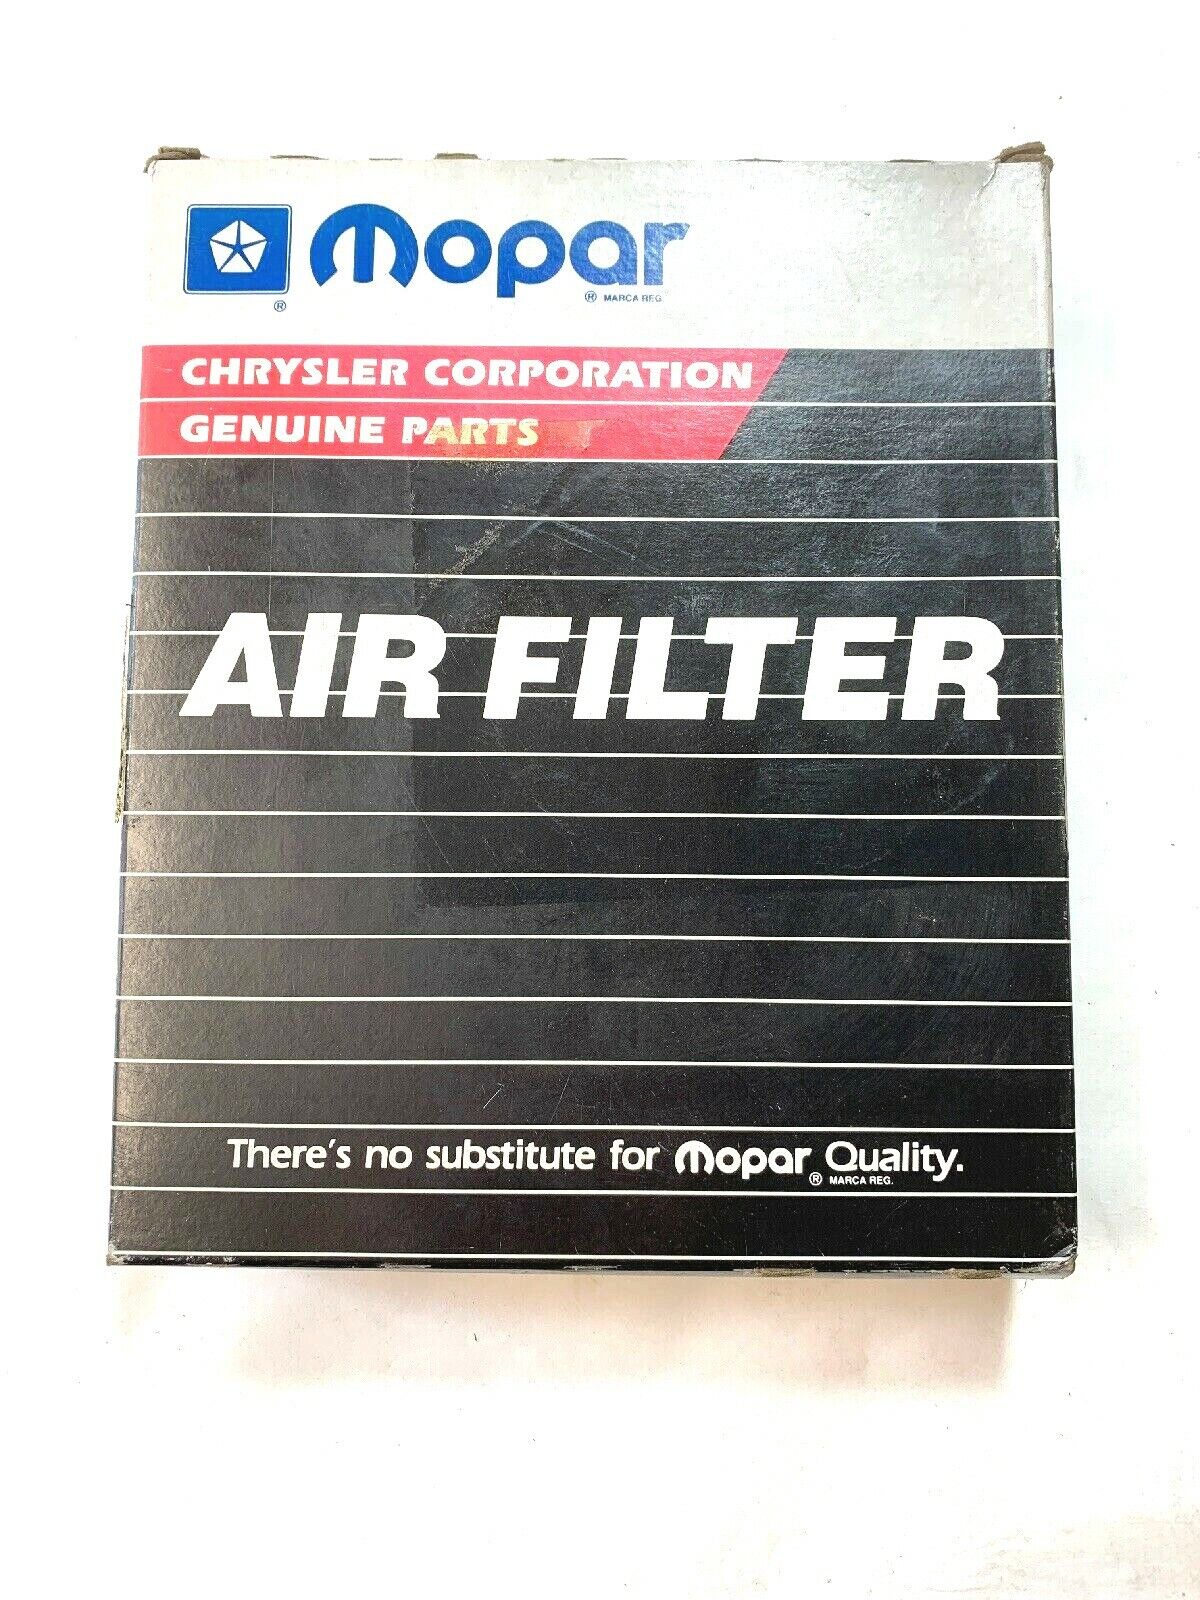 mopar
®
® MARCA REG.
CHRYSLER CORPORATION
GENUINE PARTS
AIR FILTER
There's no substitute for mopar Quality.
® MARCA REG.